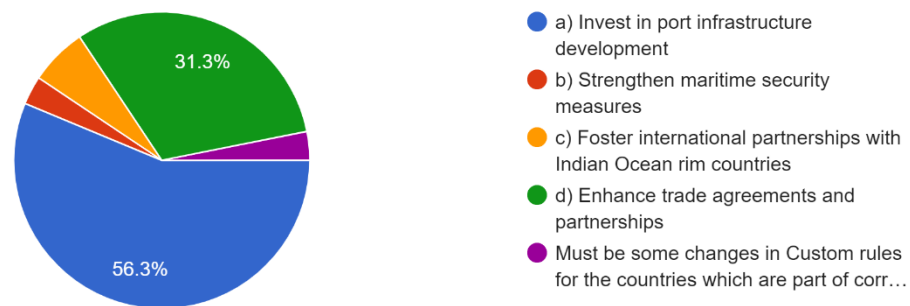 31.3%
56.3%
a) Invest in port infrastructure
development
b) Strengthen maritime security
measures
c) Foster international partnerships with
Indian Ocean rim countries
d) Enhance trade agreements and
partnerships
Must be some changes in Custom rules
for the countries which are part of corr…